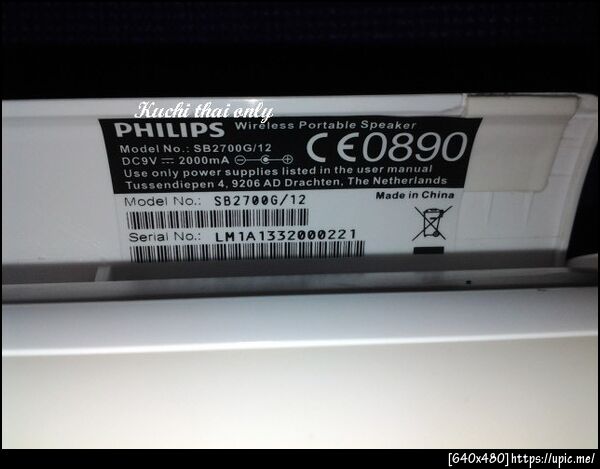 Kuchi thai only
PHILIPS Wireless Portable Speaker
Model No.: SB2700G/12
DC9V ⎓ 2000mA
CE0890
Use only power supplies listed in the user manual
Tussendiepen 4, 9206 AD Drachten, The Netherlands
Model No.: SB2700G/12
Made in China
Serial No.: LM1A1332000221
[640x480]https://upic.me/